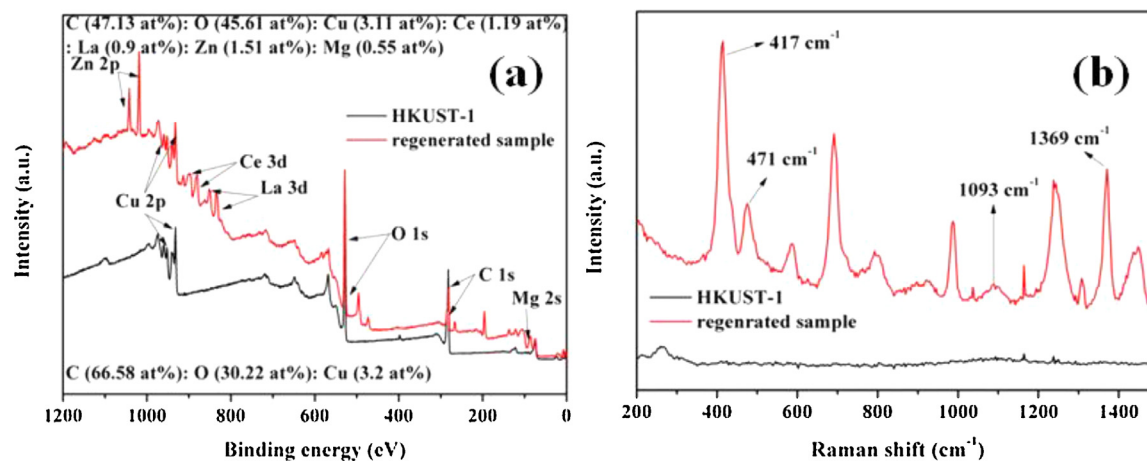 C (47.13 at%): O (45.61 at%): Cu (3.11 at%): Ce (1.19 at%)
: La (0.9 at%): Zn (1.51 at%): Mg (0.55 at%)
Zn 2p
(a)
HKUST-1
regenerated sample
Ce 3d
La 3d
Cu 2p
O 1s
C 1s
Mg 2s
C (66.58 at%): O (30.22 at%): Cu (3.2 at%)
1200 1000 800 600 400 200 0
Binding energy (eV)
Intensity (a.u.)
417 cm⁻¹
(b)
471 cm⁻¹
1369 cm⁻¹
1093 cm⁻¹
HKUST-1
regenrated sample
200 400 600 800 1000 1200 1400
Raman shift (cm⁻¹)
Intensity (a.u.)